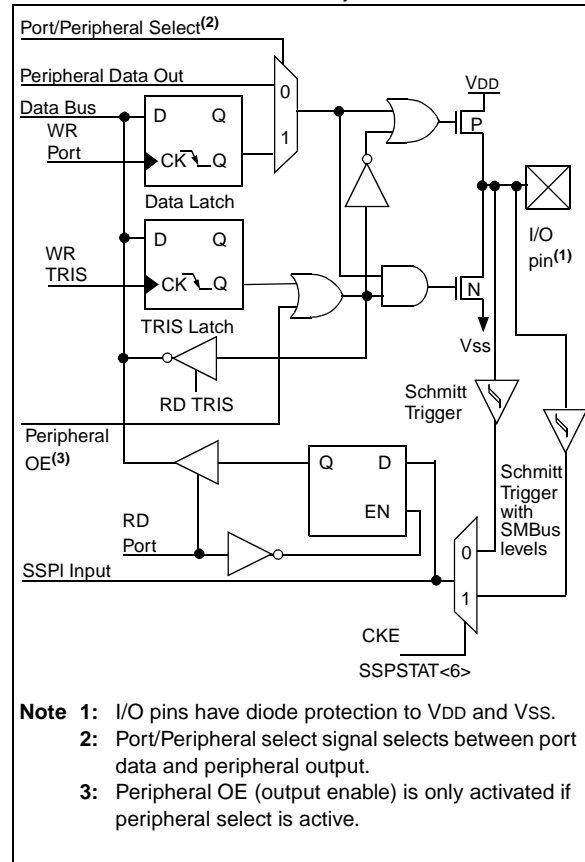 Port/Peripheral Select(2)
Peripheral Data Out
Data Bus
WR
Port
D Q
CK Q
Data Latch
0
1
VDD
P
I/O
pin(1)
WR
TRIS
D Q
CK Q
TRIS Latch
N
Vss
RD TRIS
Schmitt
Trigger
Peripheral
OE(3)
Q D
EN
Schmitt
Trigger
with
SMBus
levels
RD
Port
SSPI Input
0
1
CKE
SSPSTAT<6>
Note 1: I/O pins have diode protection to VDD and VSS.
2: Port/Peripheral select signal selects between port
data and peripheral output.
3: Peripheral OE (output enable) is only activated if
peripheral select is active.